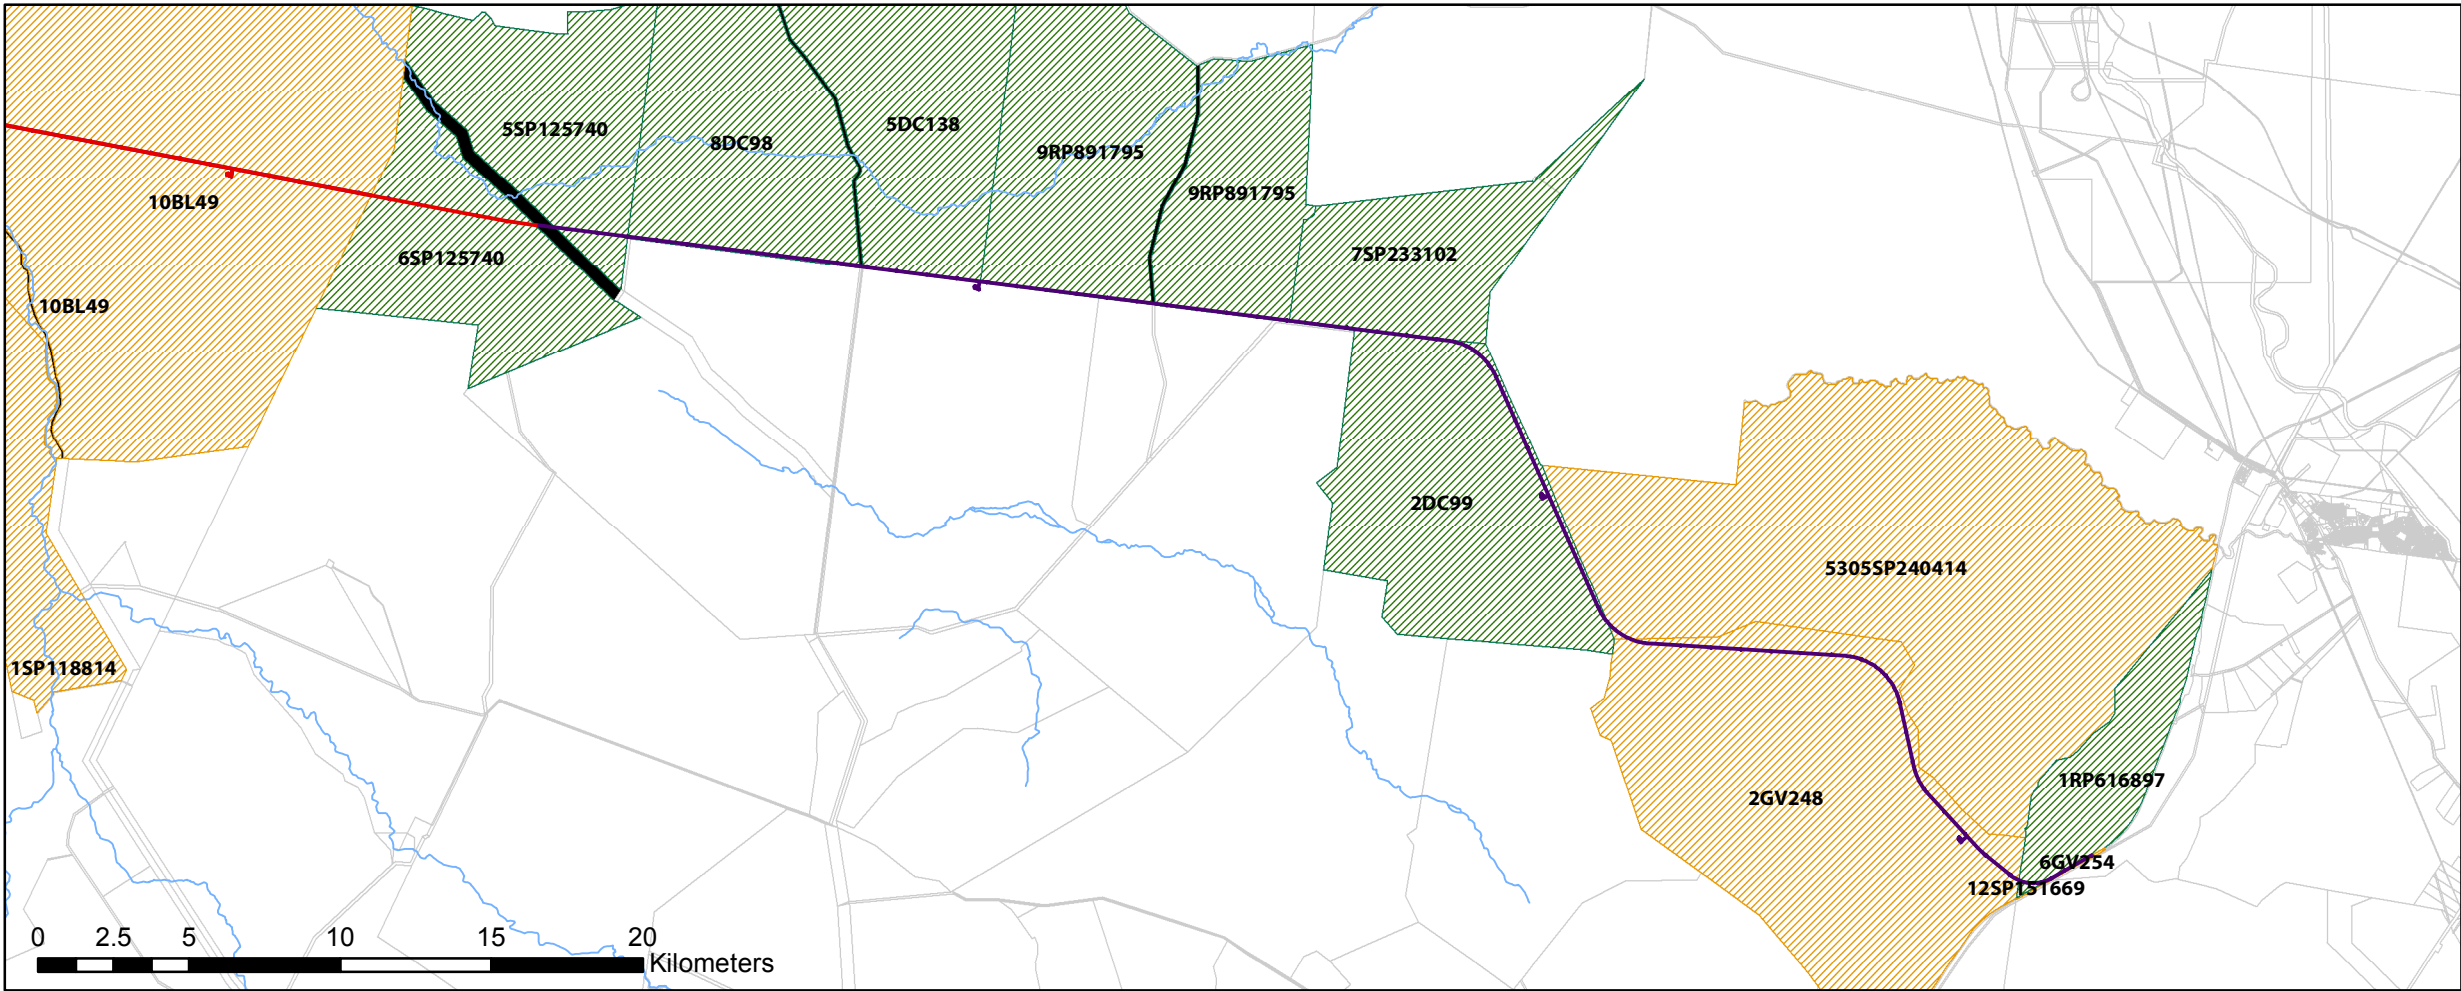 5SP125740
8DC98
5DC138
9RP891795
9RP891795
10BL49
6SP125740
7SP233102
10BL49
2DC99
5305SP240414
1SP118814
1RP616897
2GV248
6GV254
12SP151669
0 2.5 5 10 15 20
Kilometers